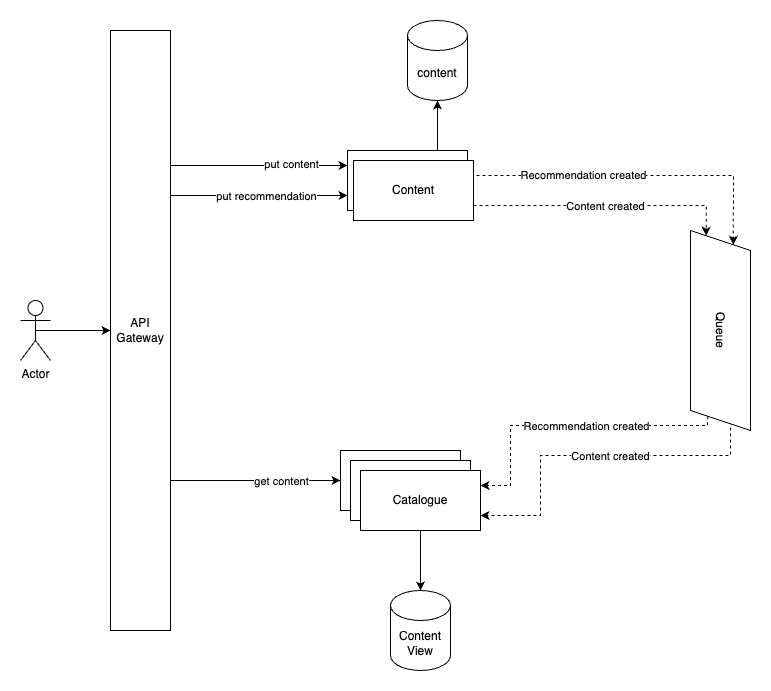 content
put content
Content
Recommendation created
put recommendation
Content created
API
Gateway
Queue
Actor
Recommendation created
Content created
get content
Catalogue
Content
View